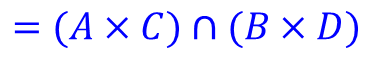 = (A × C) ∩ (B × D)